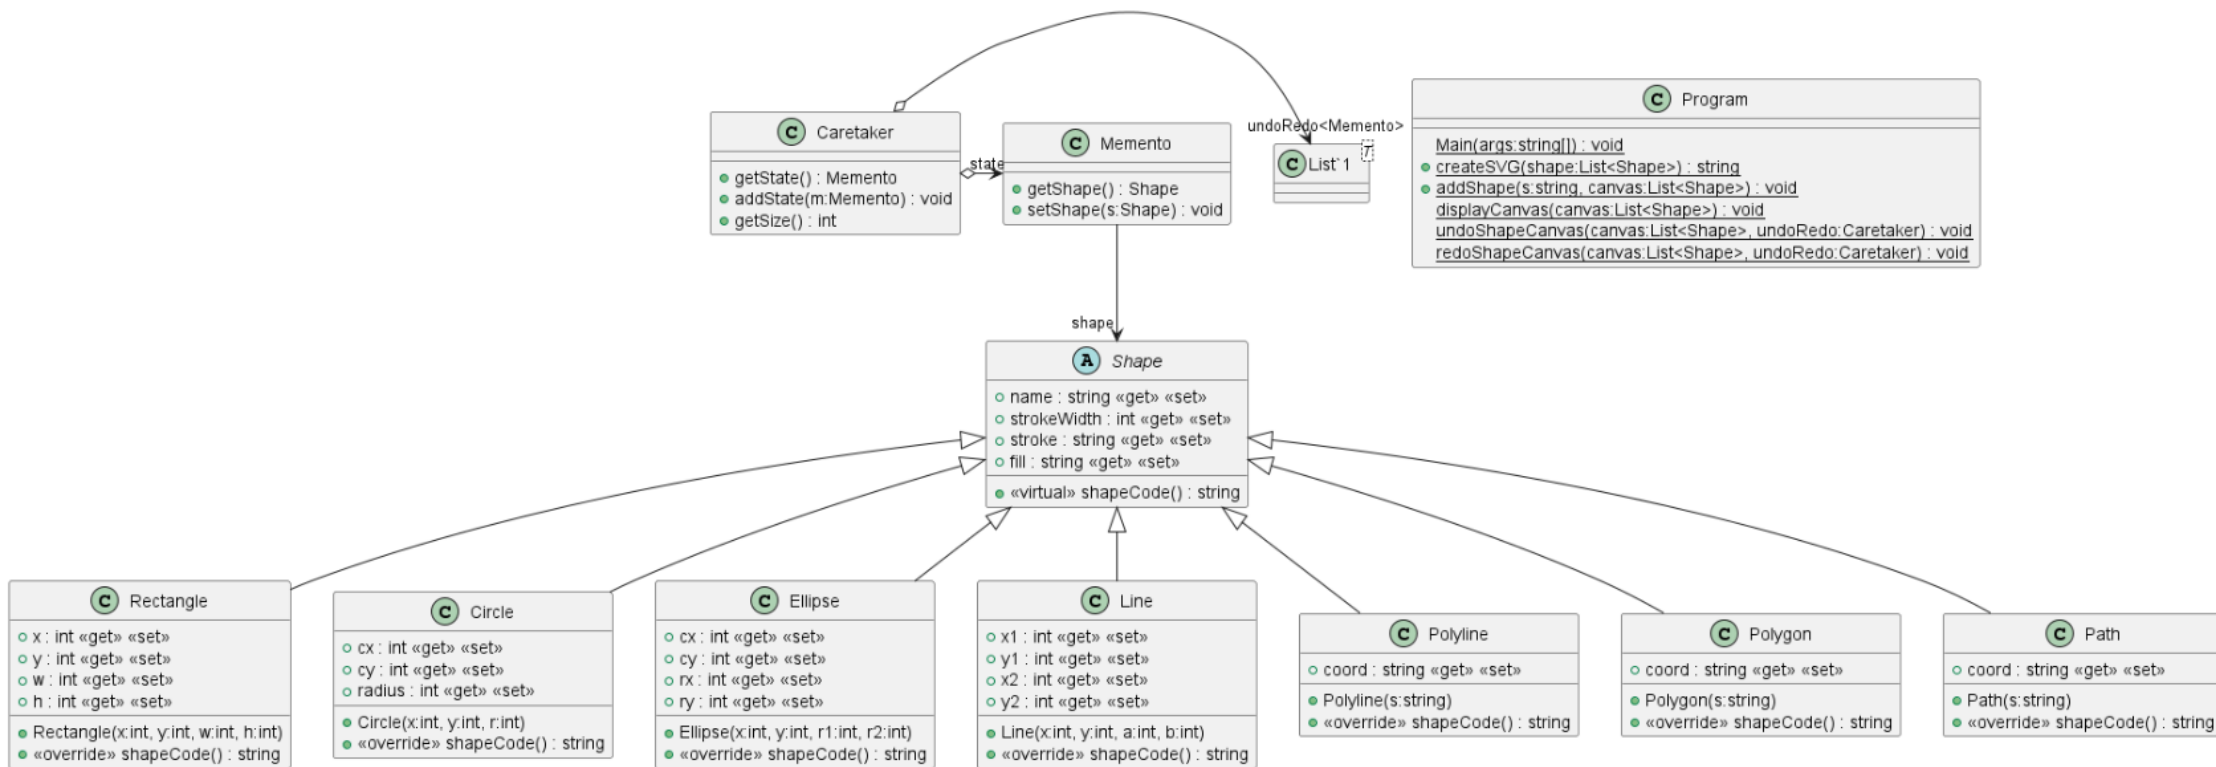 C Caretaker
getState() : Memento
addState(m:Memento) : void
getSize() : int
state
C Memento
getShape() : Shape
setShape(s:Shape) : void
undoRedo<Memento>
C List`1
T
C Program
Main(args:string[]) : void
createSVG(shape:List<Shape>) : string
addShape(s:string, canvas:List<Shape>) : void
displayCanvas(canvas:List<Shape>) : void
undoShapeCanvas(canvas:List<Shape>, undoRedo:Caretaker) : void
redoShapeCanvas(canvas:List<Shape>, undoRedo:Caretaker) : void
shape
A Shape
name : string «get» «set»
strokeWidth : int «get» «set»
stroke : string «get» «set»
fill : string «get» «set»
«virtual» shapeCode() : string
C Rectangle
x : int «get» «set»
y : int «get» «set»
w : int «get» «set»
h : int «get» «set»
Rectangle(x:int, y:int, w:int, h:int)
«override» shapeCode() : string
C Circle
cx : int «get» «set»
cy : int «get» «set»
radius : int «get» «set»
Circle(x:int, y:int, r:int)
«override» shapeCode() : string
C Ellipse
cx : int «get» «set»
cy : int «get» «set»
rx : int «get» «set»
ry : int «get» «set»
Ellipse(x:int, y:int, r1:int, r2:int)
«override» shapeCode() : string
C Line
x1 : int «get» «set»
y1 : int «get» «set»
x2 : int «get» «set»
y2 : int «get» «set»
Line(x:int, y:int, a:int, b:int)
«override» shapeCode() : string
C Polyline
coord : string «get» «set»
Polyline(s:string)
«override» shapeCode() : string
C Polygon
coord : string «get» «set»
Polygon(s:string)
«override» shapeCode() : string
C Path
coord : string «get» «set»
Path(s:string)
«override» shapeCode() : string